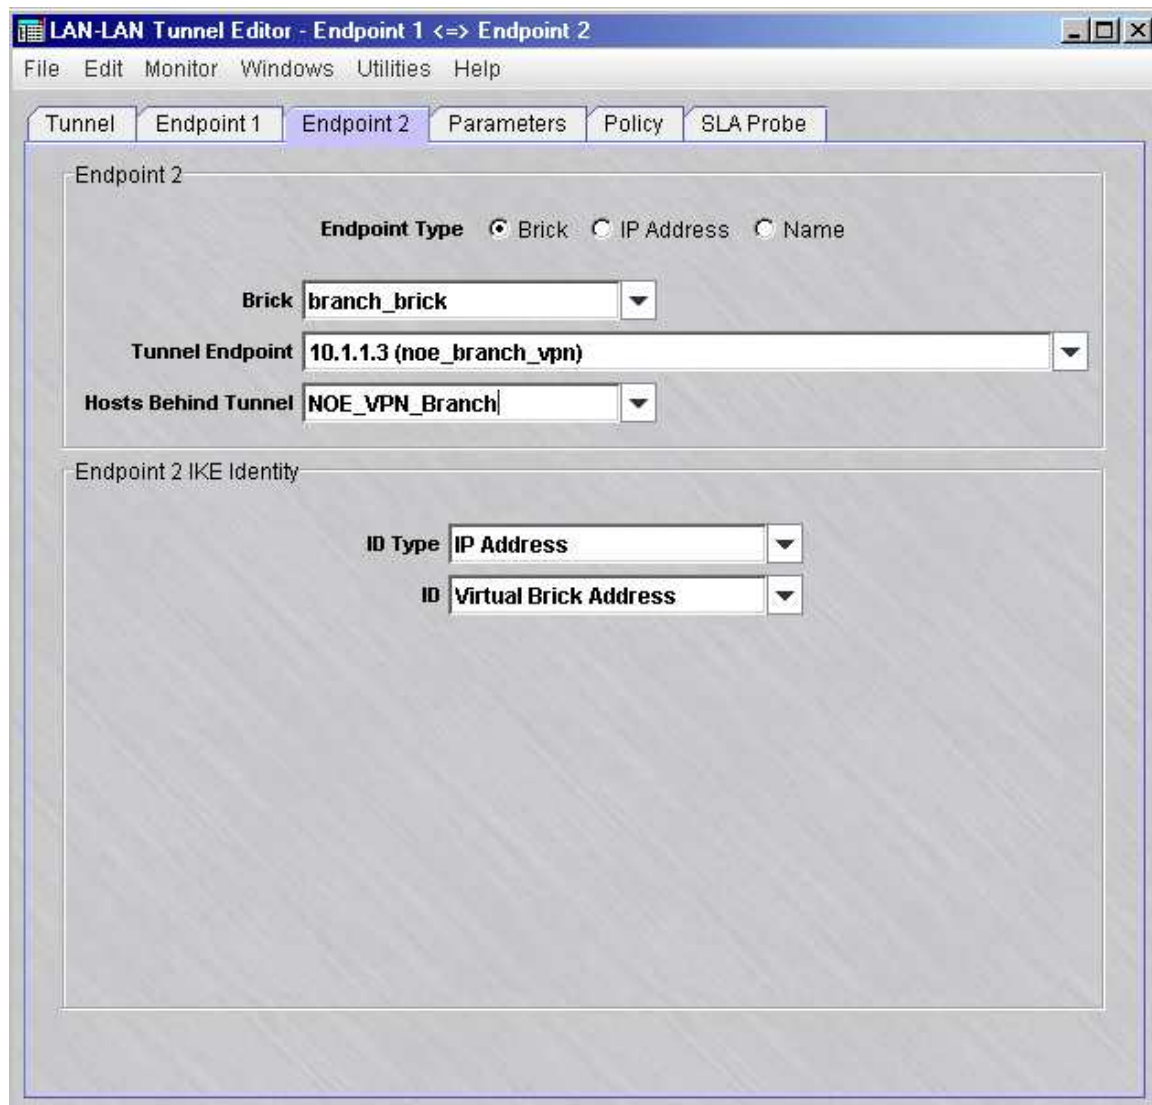 LAN-LAN Tunnel Editor - Endpoint 1 <=> Endpoint 2
File Edit Monitor Windows Utilities Help
Tunnel Endpoint 1 Endpoint 2 Parameters Policy SLA Probe
Endpoint 2
Endpoint Type Brick IP Address Name
Brick branch_brick
Tunnel Endpoint 10.1.1.3 (noe_branch_vpn)
Hosts Behind Tunnel NOE_VPN_Branch
Endpoint 2 IKE Identity
ID Type IP Address
ID Virtual Brick Address